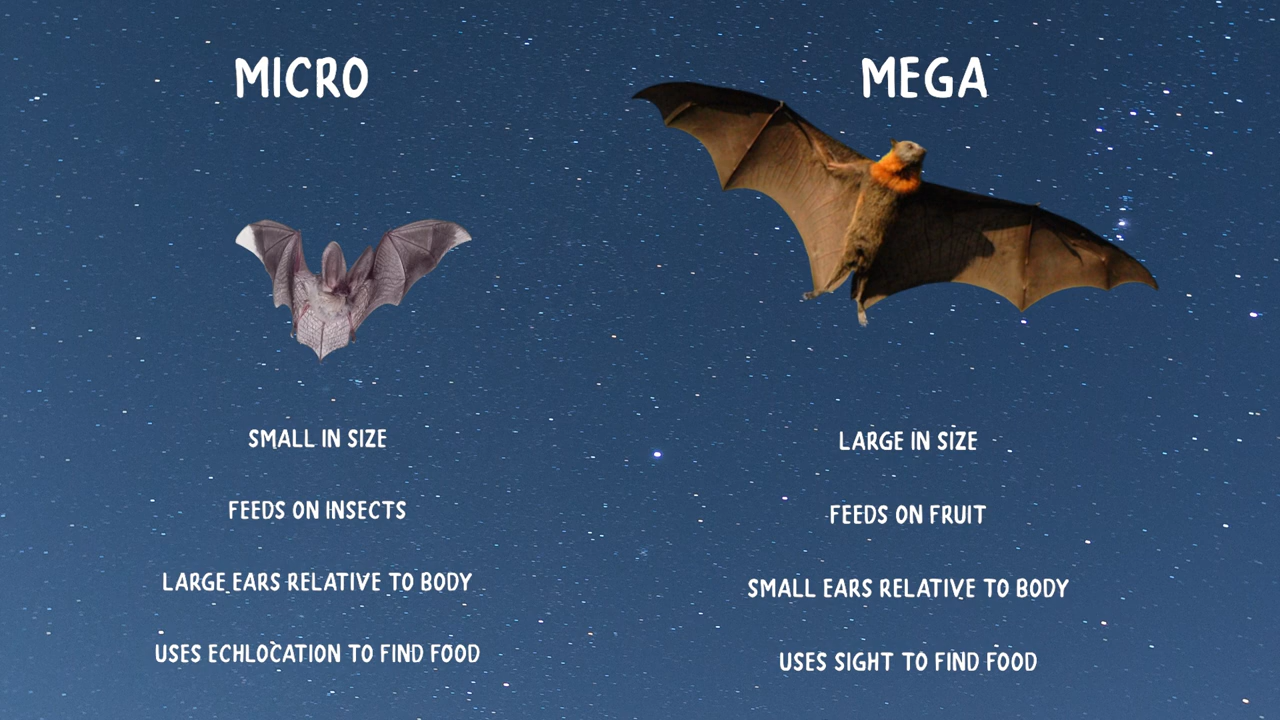 MICRO
SMALL IN SIZE
FEEDS ON INSECTS
LARGE EARS RELATIVE TO BODY
USES ECHLOCATION TO FIND FOOD
MEGA
LARGE IN SIZE
FEEDS ON FRUIT
SMALL EARS RELATIVE TO BODY
USES SIGHT TO FIND FOOD